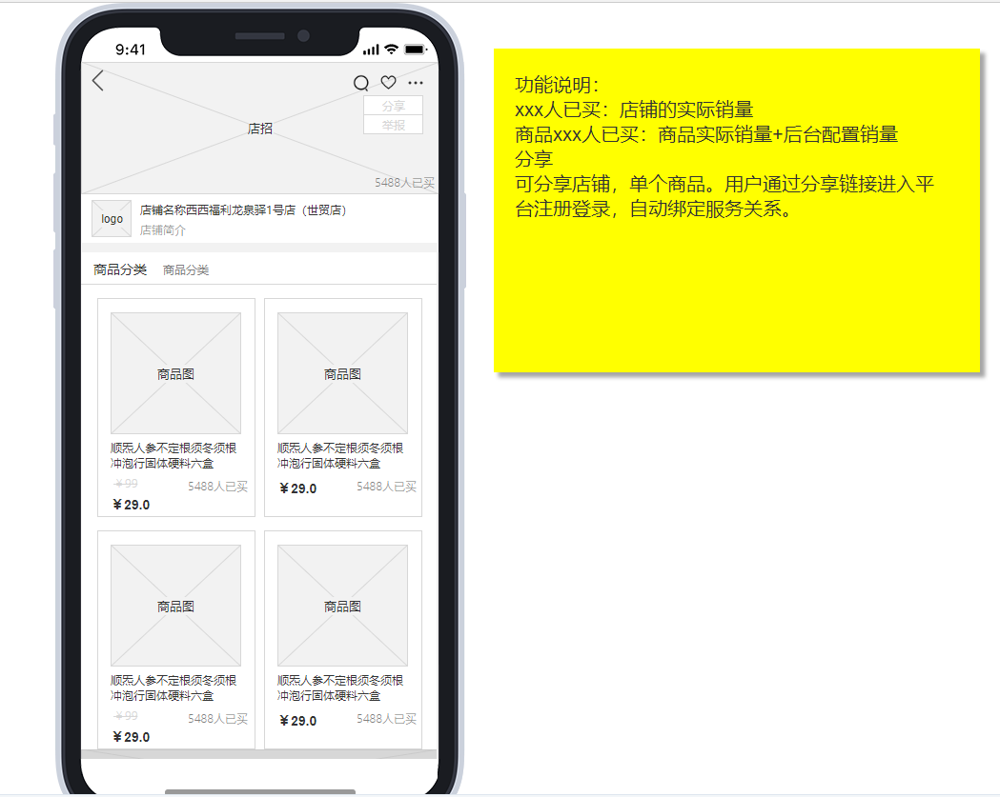 9:41
分享
举报
店招
5488人已买
logo
店铺名称西西福利龙泉驿1号店（世贸店）
店铺简介
商品分类 商品分类
商品图
顺炁人参不定根须冬须根
冲泡行固体硬料六盒
￥99
5488人已买
￥29.0
商品图
顺炁人参不定根须冬须根
冲泡行固体硬料六盒
￥29.0
5488人已买
商品图
顺炁人参不定根须冬须根
冲泡行固体硬料六盒
￥99
5488人已买
￥29.0
商品图
顺炁人参不定根须冬须根
冲泡行固体硬料六盒
￥29.0
5488人已买
功能说明：
xxx人已买：店铺的实际销量
商品xxx人已买：商品实际销量+后台配置销量
分享
可分享店铺，单个商品。用户通过分享链接进入平
台注册登录，自动绑定服务关系。